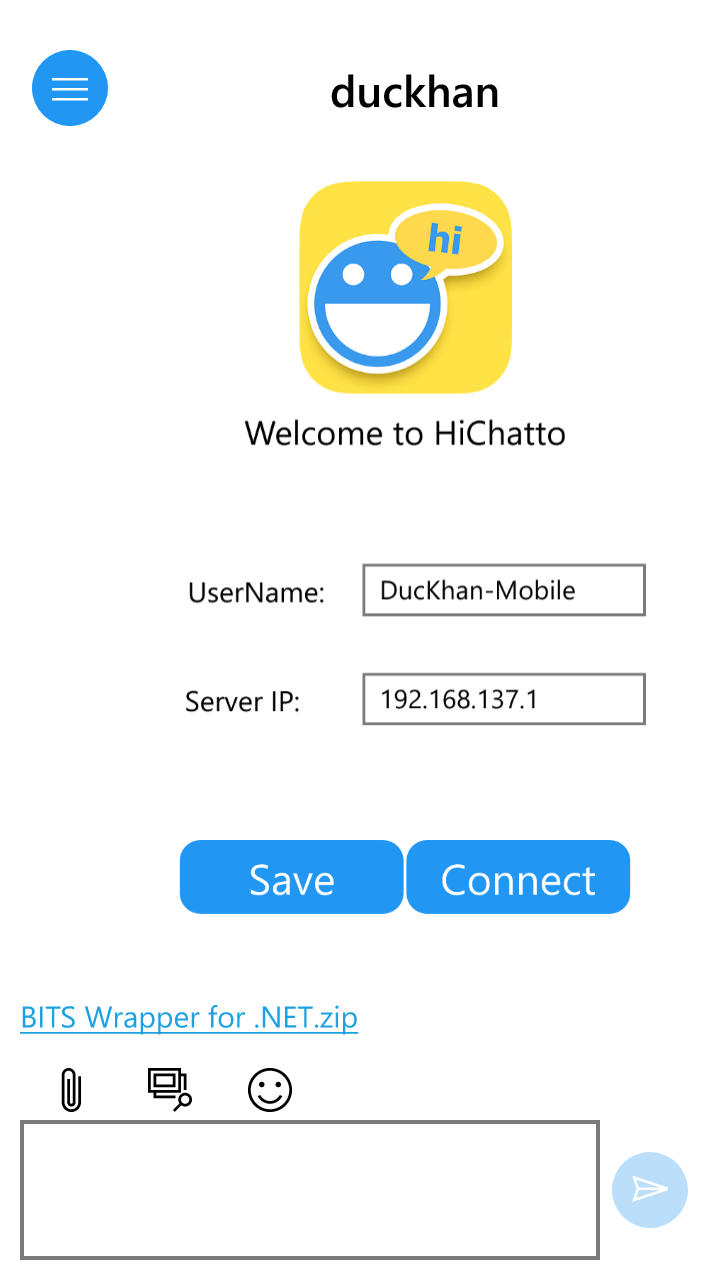 duckhan
hi
Welcome to HiChatto
UserName: DucKhan-Mobile
Server IP: 192.168.137.1
Save Connect
BITS Wrapper for .NET.zip